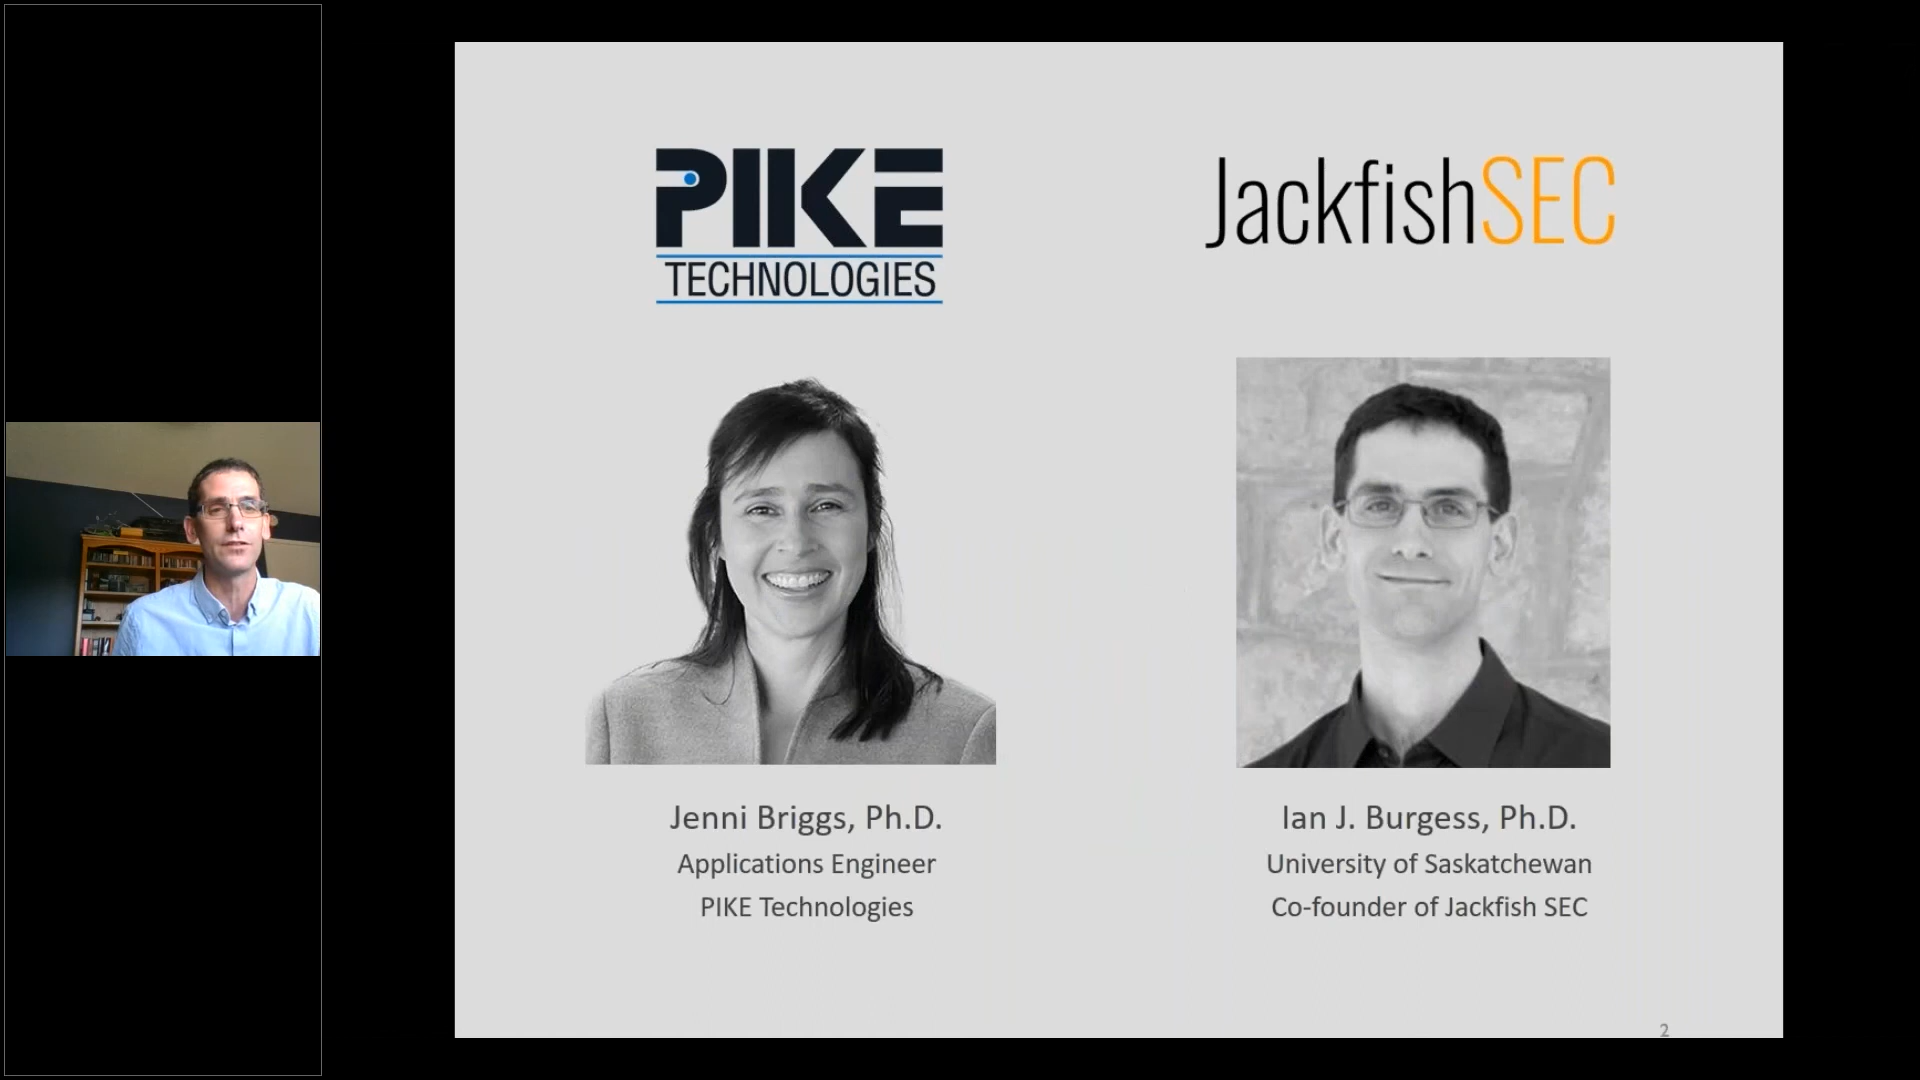 PIKE
TECHNOLOGIES
JackfishSEC
Jenni Briggs, Ph.D.
Applications Engineer
PIKE Technologies
Ian J. Burgess, Ph.D.
University of Saskatchewan
Co-founder of Jackfish SEC
2